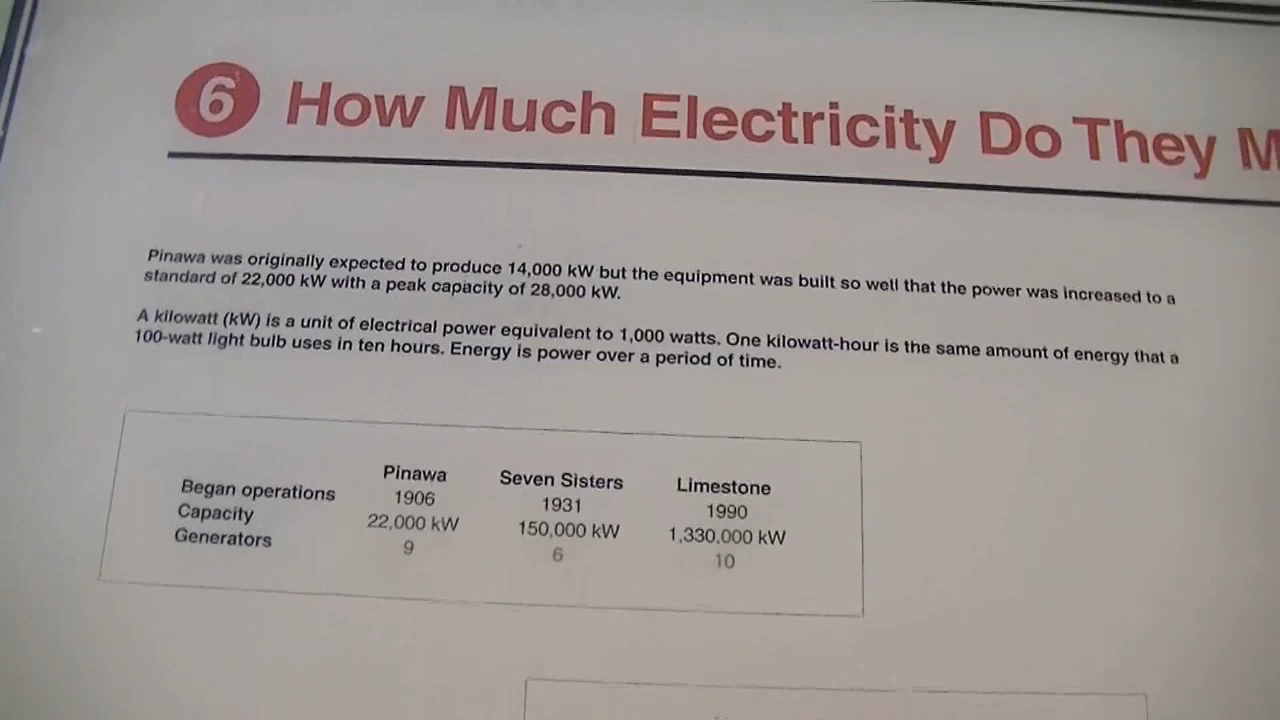 6 How Much Electricity Do They M
Pinawa was originally expected to produce 14,000 kW but the equipment was built so well that the power was increased to a
standard of 22,000 kW with a peak capacity of 28,000 kW.
A kilowatt (kW) is a unit of electrical power equivalent to 1,000 watts. One kilowatt-hour is the same amount of energy that a
100-watt light bulb uses in ten hours. Energy is power over a period of time.
Pinawa Seven Sisters Limestone
Began operations 1906 1931 1990
Capacity 22,000 kW 150,000 kW 1,330,000 kW
Generators 9 6 10